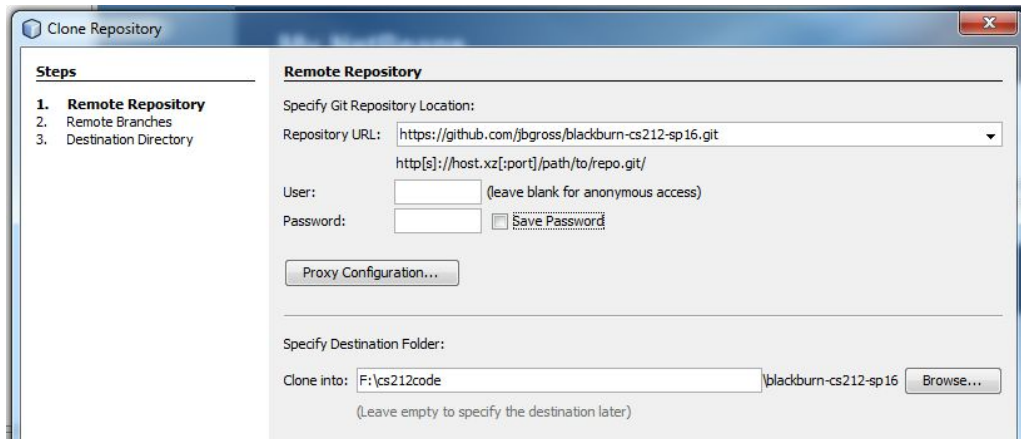 Clone Repository
My NetBeans
Steps
1. Remote Repository
2. Remote Branches
3. Destination Directory
Remote Repository
Specify Git Repository Location:
Repository URL: https://github.com/jbgross/blackburn-cs212-sp16.git
http[s]://host.xz[:port]/path/to/repo.git/
User: (leave blank for anonymous access)
Password: Save Password
Proxy Configuration...
Specify Destination Folder:
Clone into: F:\cs212code \blackburn-cs212-sp16 Browse...
(Leave empty to specify the destination later)